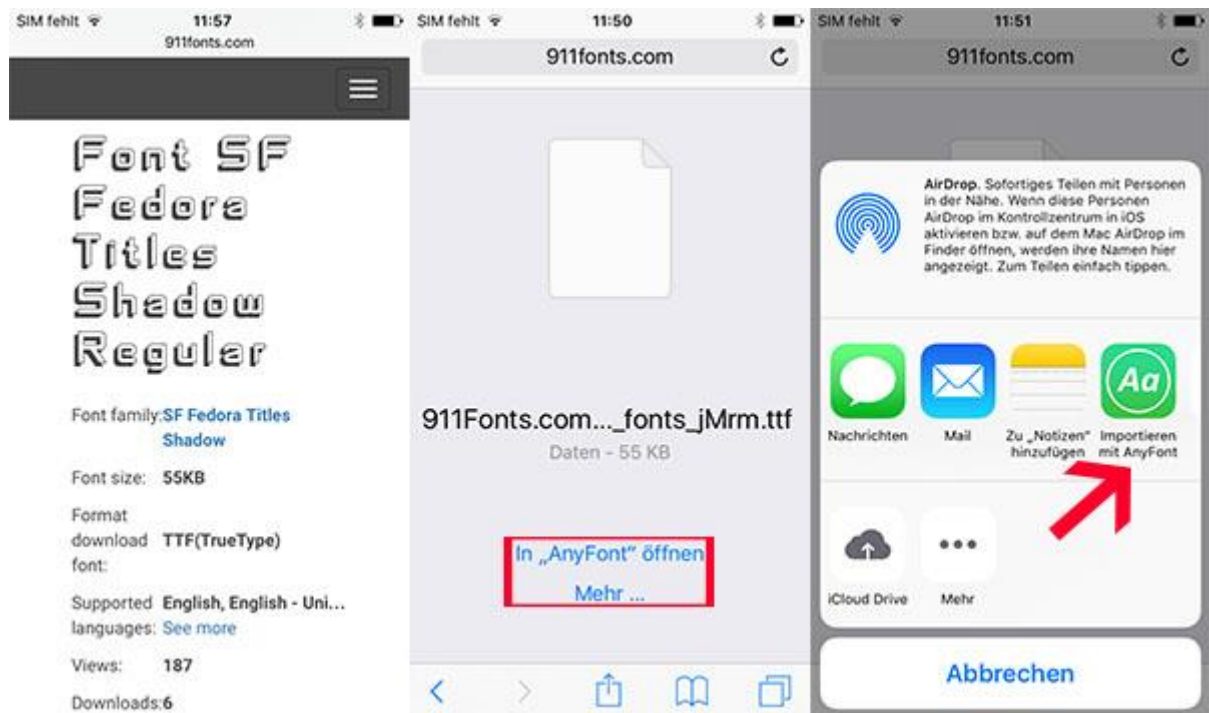 SIM fehlt 11:57
911fonts.com
Font SF
Fedora
Titles
Shadow
Regular
Font family: SF Fedora Titles
Shadow
Font size: 55KB
Format
download TTF(TrueType)
font:
Supported English, English - Uni...
languages: See more
Views: 187
Downloads: 6
SIM fehlt 11:50
911fonts.com
911Fonts.com..._fonts_jMrm.ttf
Daten - 55 KB
In „AnyFont“ öffnen
Mehr ...
SIM fehlt 11:51
911fonts.com
AirDrop. Sofortiges Teilen mit Personen
in der Nähe. Wenn diese Personen
AirDrop im Kontrollzentrum in iOS
aktivieren bzw. auf dem Mac AirDrop im
Finder öffnen, werden ihre Namen hier
angezeigt. Zum Teilen einfach tippen.
Nachrichten
Mail
Zu „Notizen“
hinzufügen
Aa
Importieren
mit AnyFont
iCloud Drive
Mehr
Abbrechen